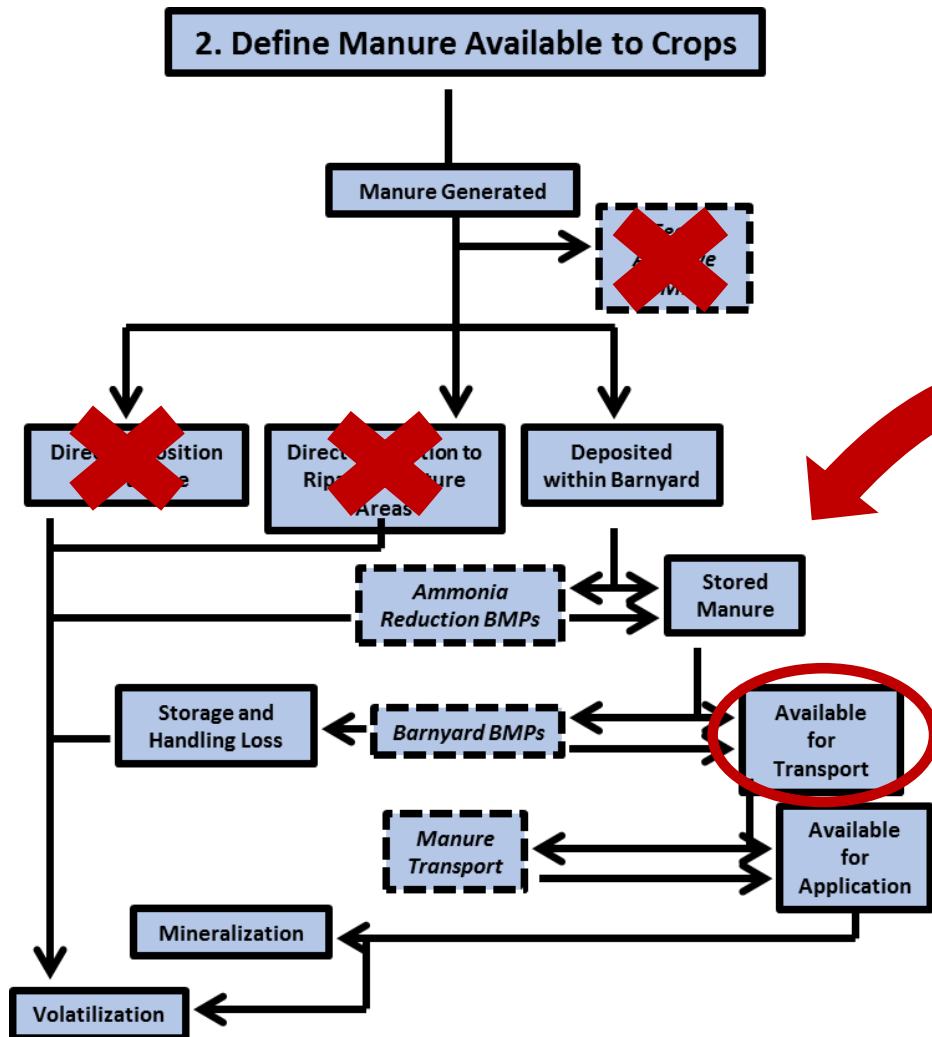 2. Define Manure Available to Crops
Manure Generated
Areas
Deposited
within Barnyard
Ammonia
Reduction BMPs
Stored
Manure
Storage and
Handling Loss
Barnyard BMPs
Available
for
Transport
Manure
Transport
Available
for
Application
Mineralization
Volatilization